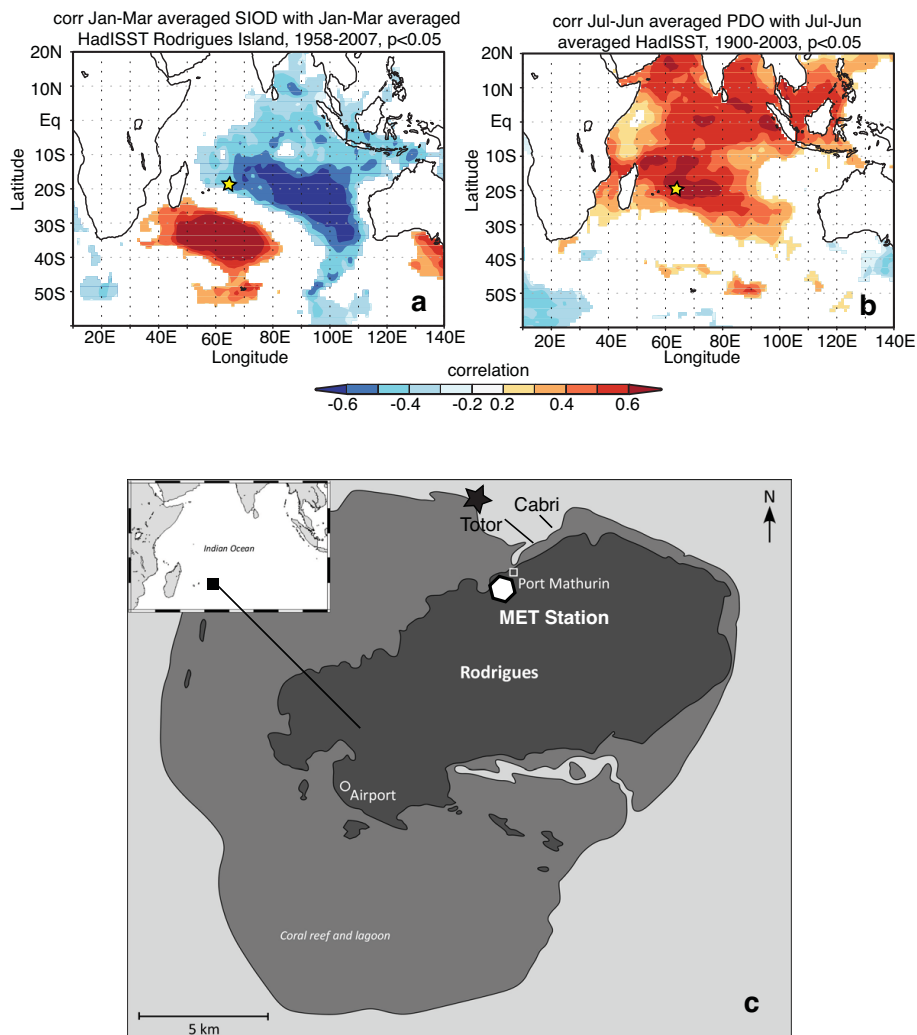 corr Jan-Mar averaged SIOD with Jan-Mar averaged
HadISST Rodrigues Island, 1958-2007, p<0.05
20N
10N
Eq
10S
20S
30S
40S
50S
Latitude
20E 40E 60E 80E 100E 120E 140E
Longitude
a
corr Jul-Jun averaged PDO with Jul-Jun
averaged HadISST, 1900-2003, p<0.05
20N
10N
Eq
10S
20S
30S
40S
50S
Latitude
20E 40E 60E 80E 100E 120E 140E
Longitude
b
correlation
-0.6 -0.4 -0.2 0.2 0.4 0.6
Indian Ocean
N
Cabri
Totor
Port Mathurin
MET Station
Rodrigues
Airport
Coral reef and lagoon
5 km
c